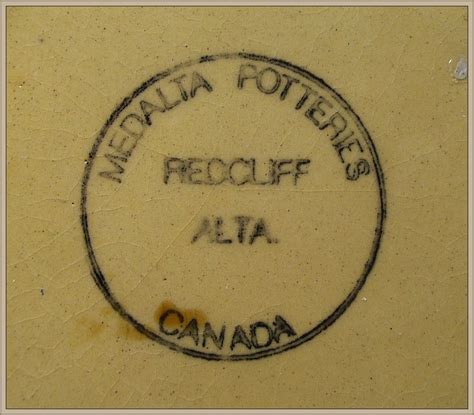 MEDALTA POTTERIES
REDCLIFF
ALTA.
CANADA